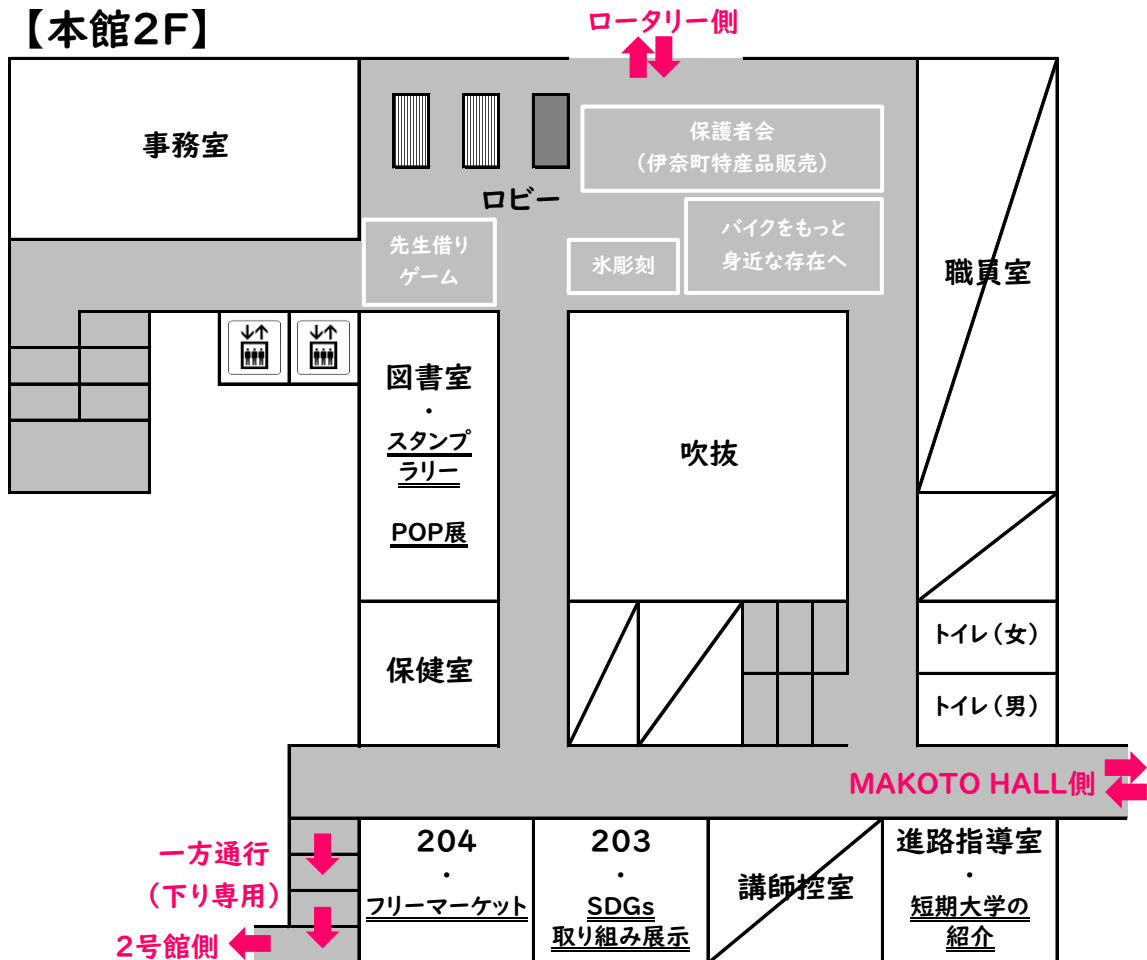 【本館2F】
ロータリー側
事務室
保護者会
(伊奈町特産品販売)
ロビー
先生借り
ゲーム
氷彫刻
バイクをもっと
身近な存在へ
職員室
図書室
・
スタンプ
ラリー
POP展
吹抜
保健室
トイレ(女)
トイレ(男)
MAKOTO HALL側
一方通行
(下り専用)
2号館側
204
・
フリーマーケット
203
・
SDGs
取り組み展示
講師控室
進路指導室
・
短期大学の
紹介